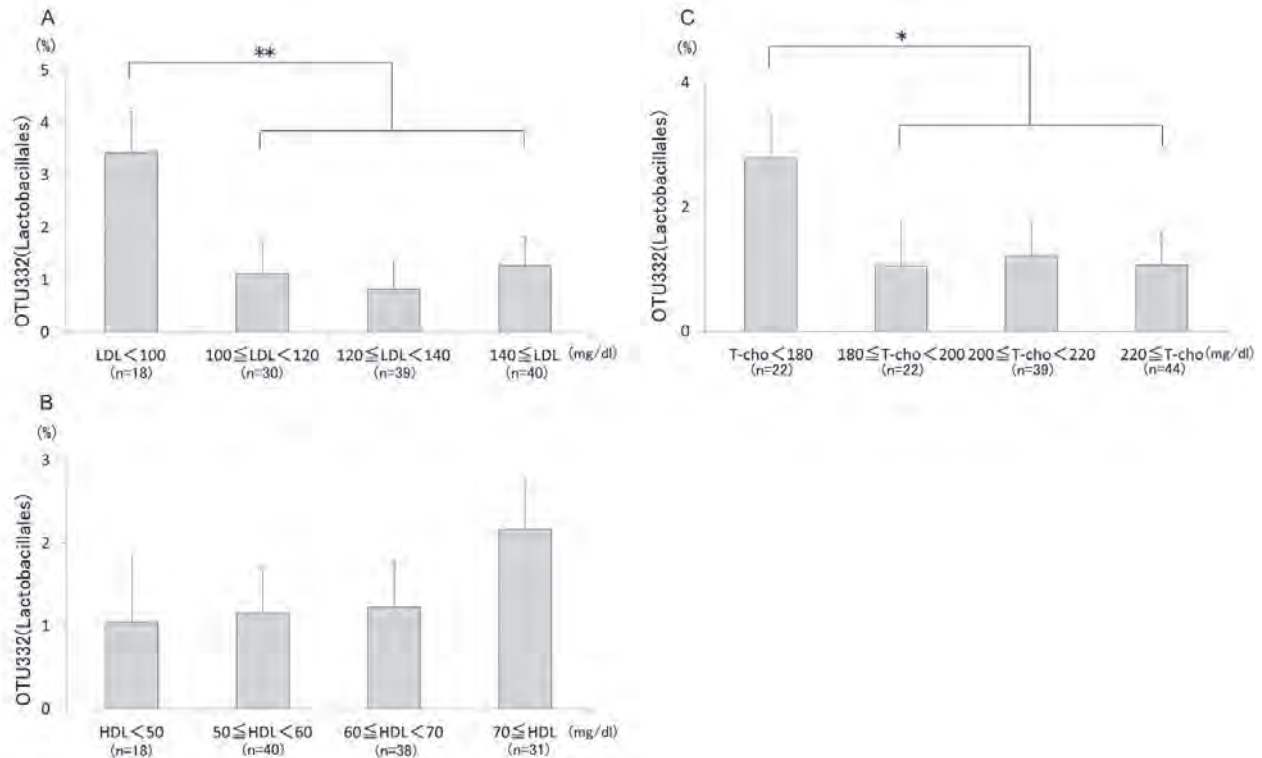 A
(%)
**
5
4
3
2
1
0
OTU332(Lactobacillales)
LDL<100 100≦LDL<120 120≦LDL<140 140≦LDL (mg/dl)
(n=18) (n=30) (n=39) (n=40)
C
(%)
*
4
2
0
OTU332(Lactobacillales)
T-cho<180 180≦T-cho<200 200≦T-cho<220 220≦T-cho(mg/dl)
(n=22) (n=22) (n=39) (n=44)
B
(%)
3
2
1
0
OTU332(Lactobacillales)
HDL<50 50≦HDL<60 60≦HDL<70 70≦HDL (mg/dl)
(n=18) (n=40) (n=38) (n=31)